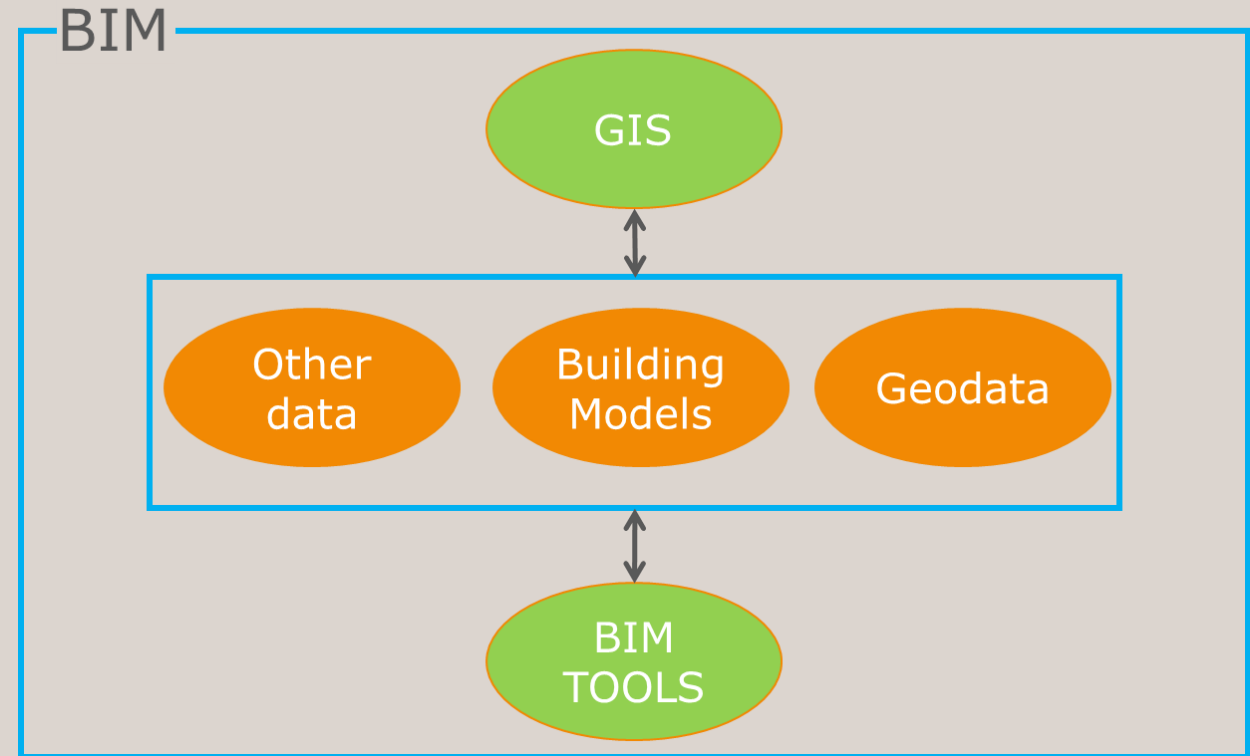 BIM
GIS
Other
data
Building
Models
Geodata
BIM
TOOLS